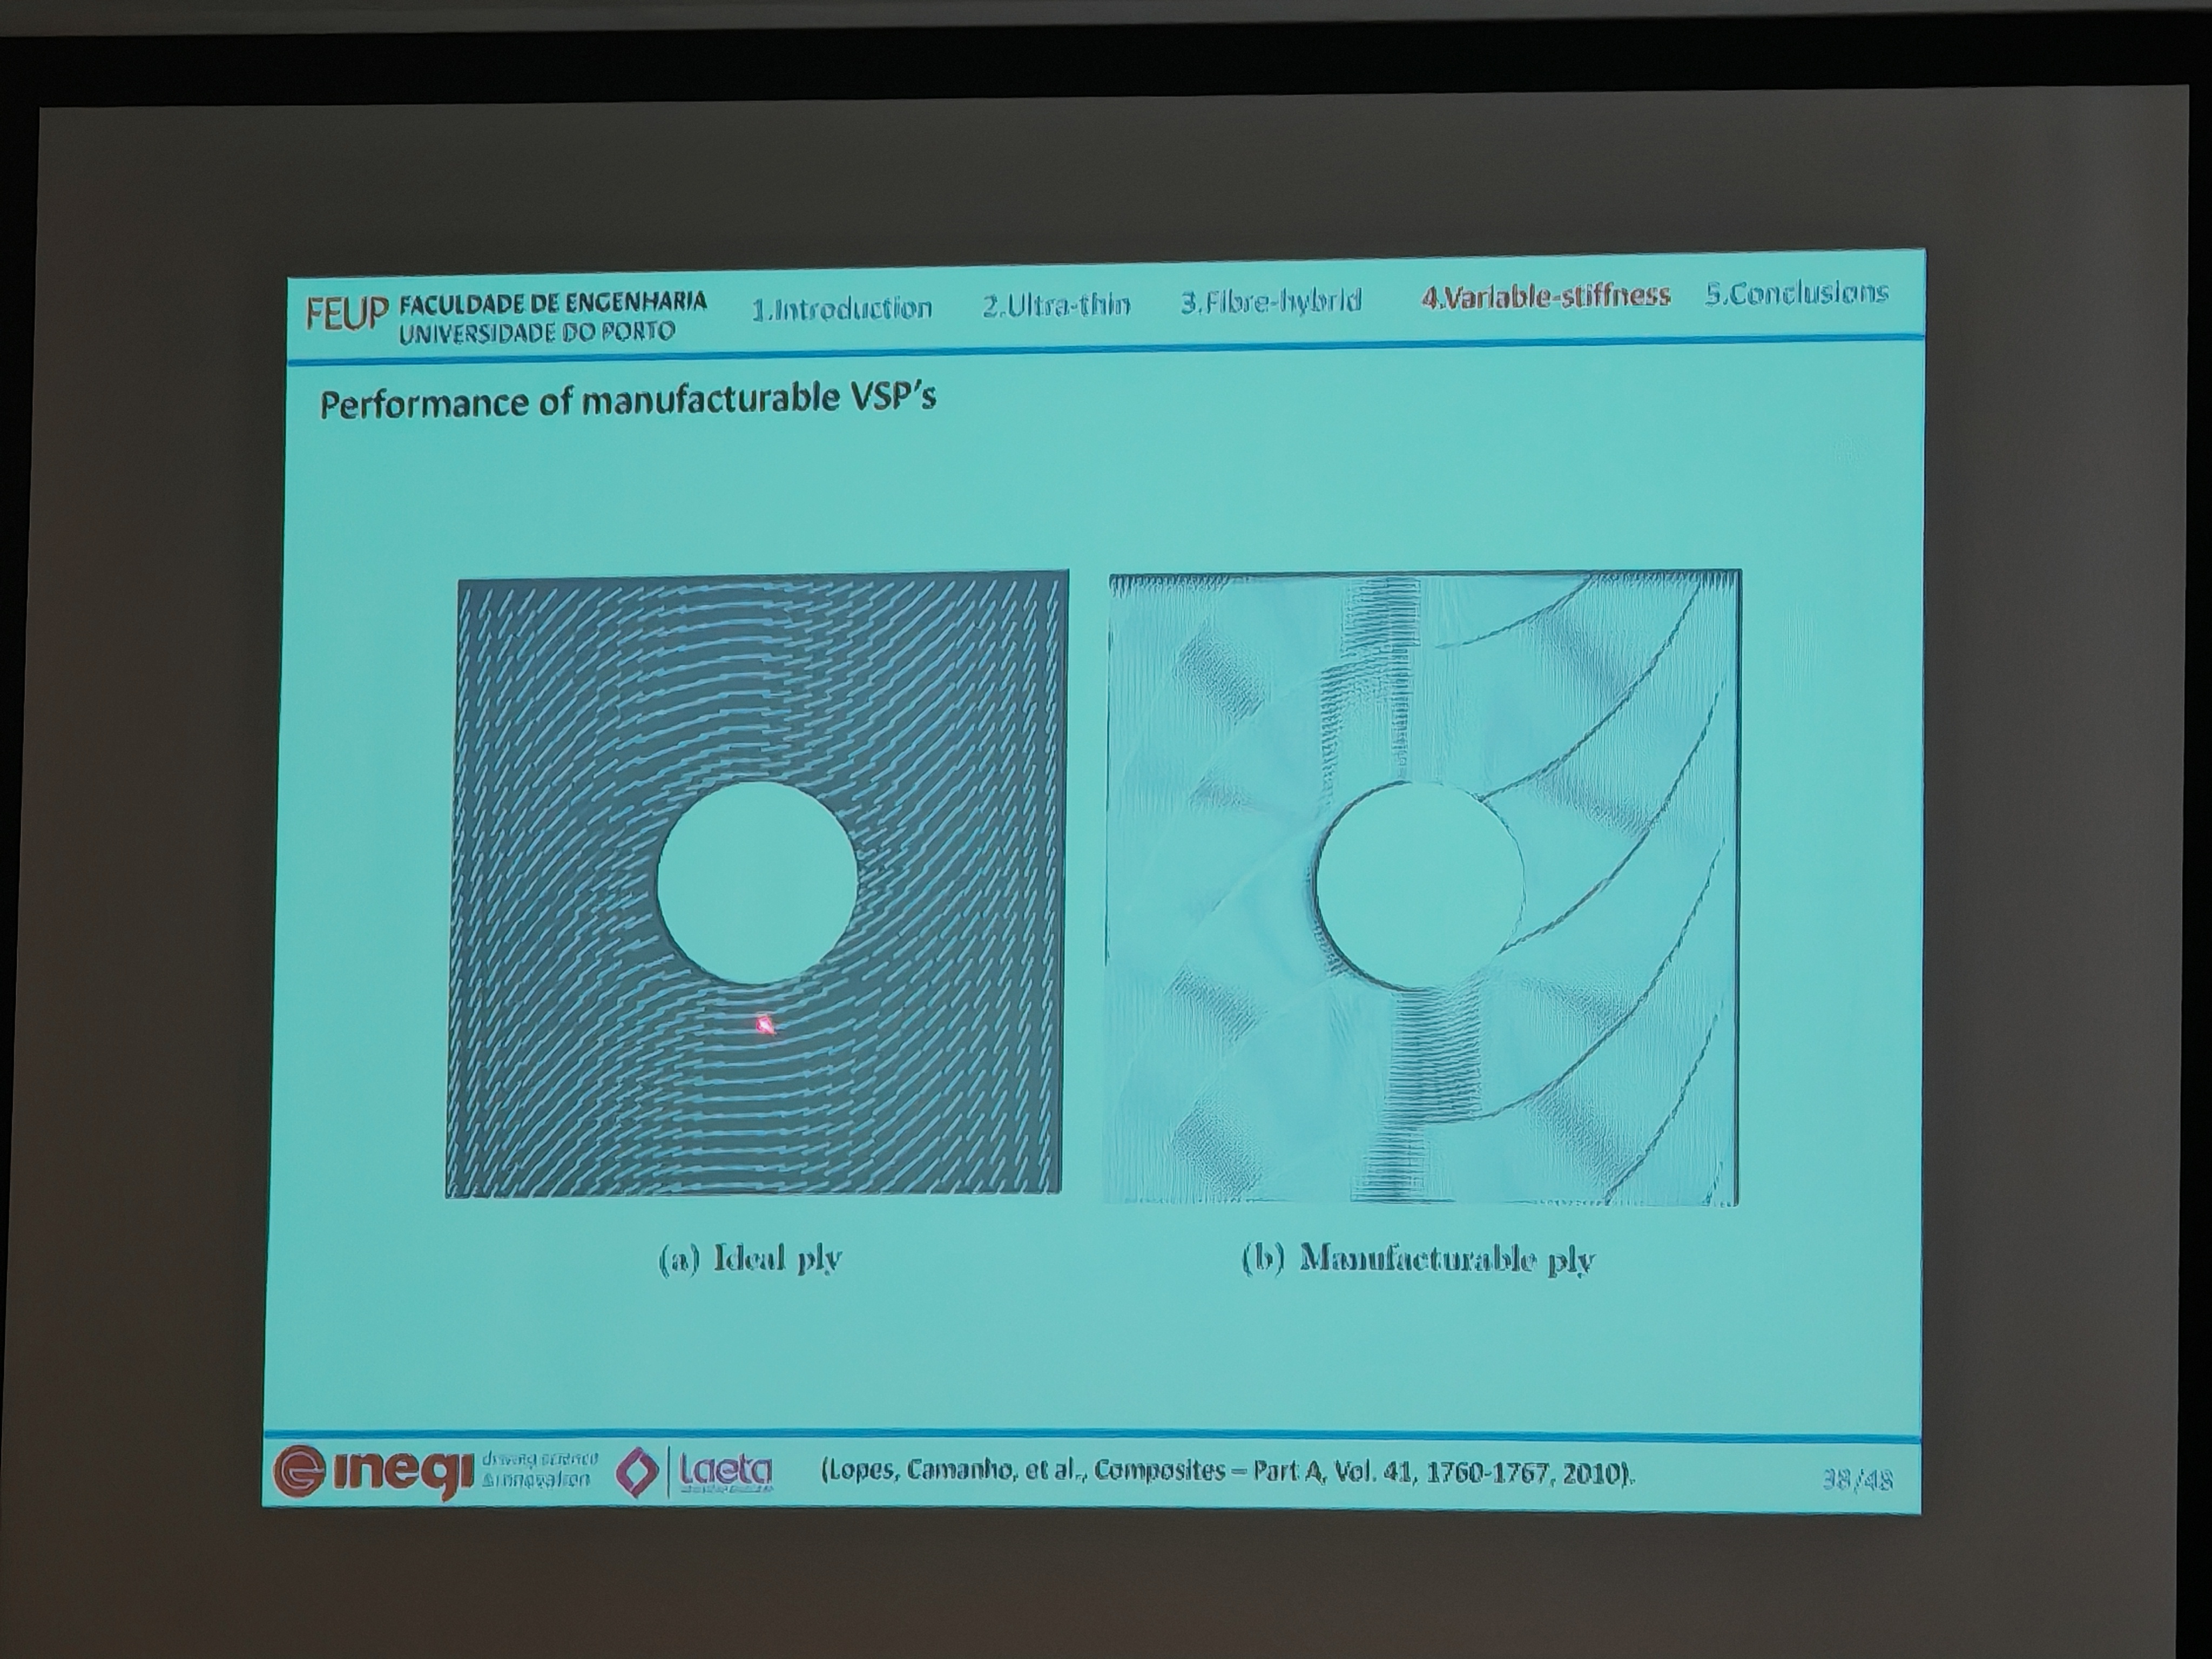 FEUP FACULDADE DE ENGENHARIA
UNIVERSIDADE DO PORTO
1.Introduction 2.Ultra-thin 3.Fibre-hybrid 4.Variable-stiffness 5.Conclusions
Performance of manufacturable VSP's
(a) Ideal ply
(b) Manufacturable ply
inegi driving science
& innovation
laeta
(Lopes, Camanho, et al., Composites – Part A, Vol. 41, 1760-1767, 2010).
38/48